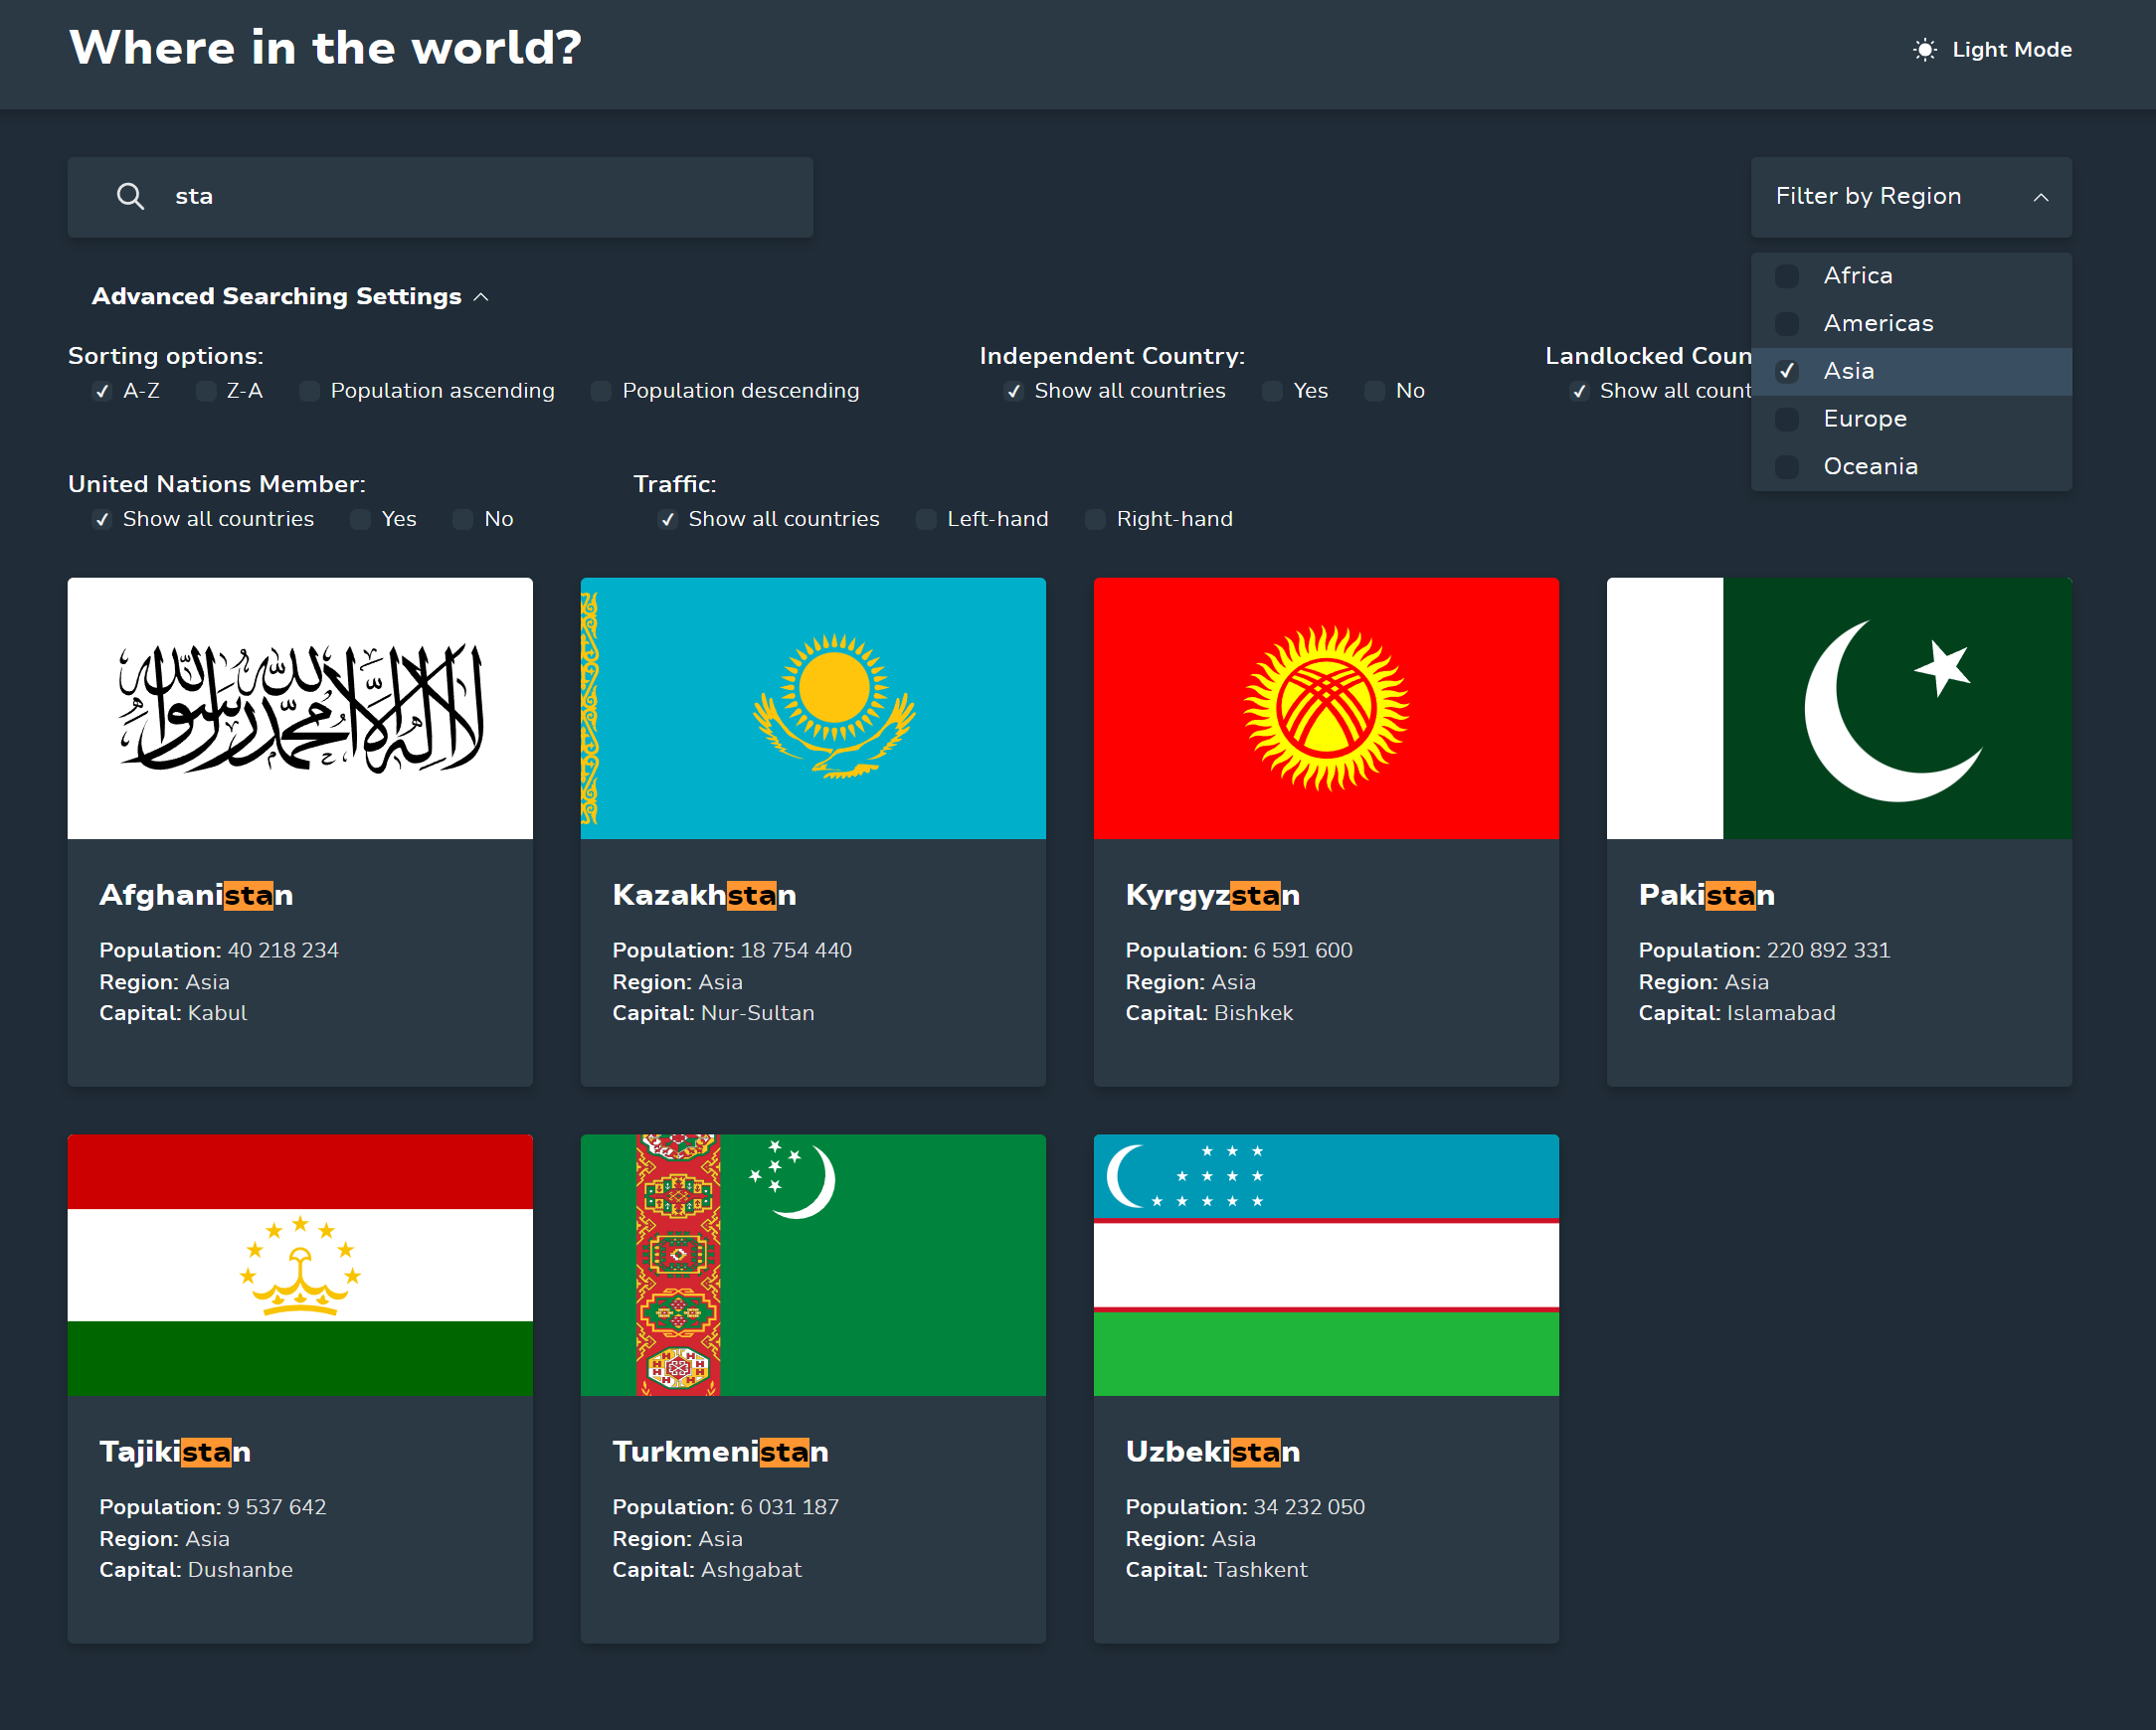 Where in the world?
Light Mode
sta
Filter by Region
Africa
Americas
Asia
Europe
Oceania
Advanced Searching Settings
Sorting options:
A-Z Z-A Population ascending Population descending
Independent Country:
Show all countries Yes No
Landlocked Coun
Show all count
United Nations Member:
Show all countries Yes No
Traffic:
Show all countries Left-hand Right-hand
لا إله إلا الله محمد رسول الله
Afghanistan
Population: 40 218 234
Region: Asia
Capital: Kabul
Kazakhstan
Population: 18 754 440
Region: Asia
Capital: Nur-Sultan
Kyrgyzstan
Population: 6 591 600
Region: Asia
Capital: Bishkek
Pakistan
Population: 220 892 331
Region: Asia
Capital: Islamabad
Tajikistan
Population: 9 537 642
Region: Asia
Capital: Dushanbe
Turkmenistan
Population: 6 031 187
Region: Asia
Capital: Ashgabat
Uzbekistan
Population: 34 232 050
Region: Asia
Capital: Tashkent